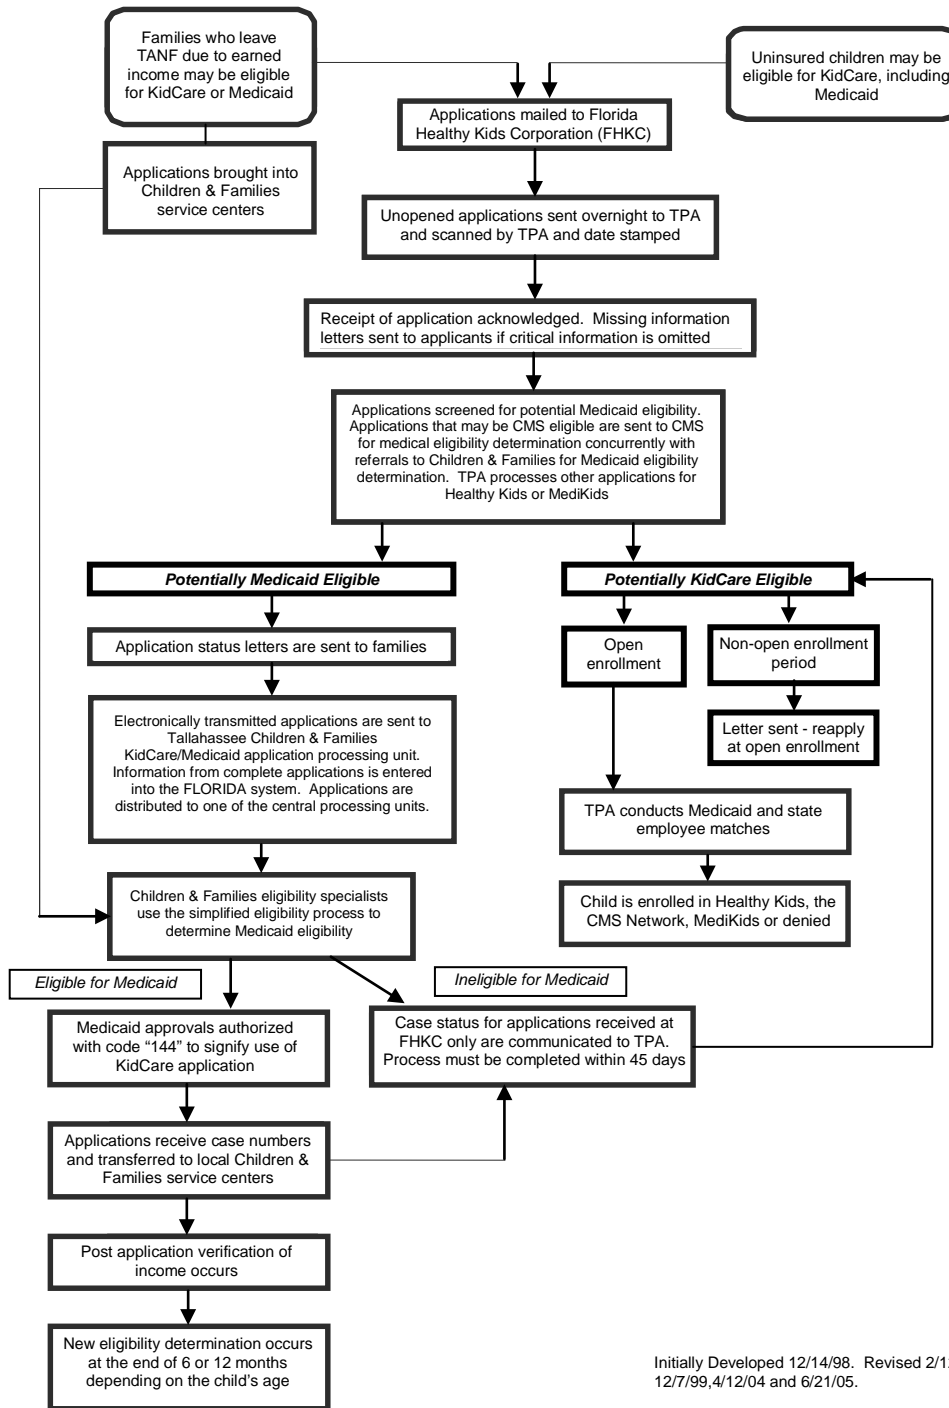 Families who leave
TANF due to earned
income may be eligible
for KidCare or Medicaid
Uninsured children may be
eligible for KidCare, including
Medicaid
Applications mailed to Florida
Healthy Kids Corporation (FHKC)
Applications brought into
Children & Families
service centers
Unopened applications sent overnight to TPA
and scanned by TPA and date stamped
Receipt of application acknowledged.  Missing information
letters sent to applicants if critical information is omitted
Applications screened for potential Medicaid eligibility.
Applications that may be CMS eligible are sent to CMS
for medical eligibility determination concurrently with
referrals to Children & Families for Medicaid eligibility
determination.  TPA processes other applications for
Healthy Kids or MediKids
Potentially Medicaid Eligible
Potentially KidCare Eligible
Application status letters are sent to families
Open
enrollment
Non-open enrollment
period
Letter sent - reapply
at open enrollment
Electronically transmitted applications are sent to
Tallahassee Children & Families
KidCare/Medicaid application processing unit.
Information from complete applications is entered
into the FLORIDA system.  Applications are
distributed to one of the central processing units.
TPA conducts Medicaid and state
employee matches
Child is enrolled in Healthy Kids, the
CMS Network, MediKids or denied
Children & Families eligibility specialists
use the simplified eligibility process to
determine Medicaid eligibility
Eligible for Medicaid
Ineligible for Medicaid
Medicaid approvals authorized
with code “144” to signify use of
KidCare application
Case status for applications received at
FHKC only are communicated to TPA.
Process must be completed within 45 days
Applications receive case numbers
and transferred to local Children &
Families service centers
Post application verification of
income occurs
New eligibility determination occurs
at the end of 6 or 12 months
depending on the child’s age
Initially Developed 12/14/98.  Revised
12/7/99,4/12/04 and 6/21/05.